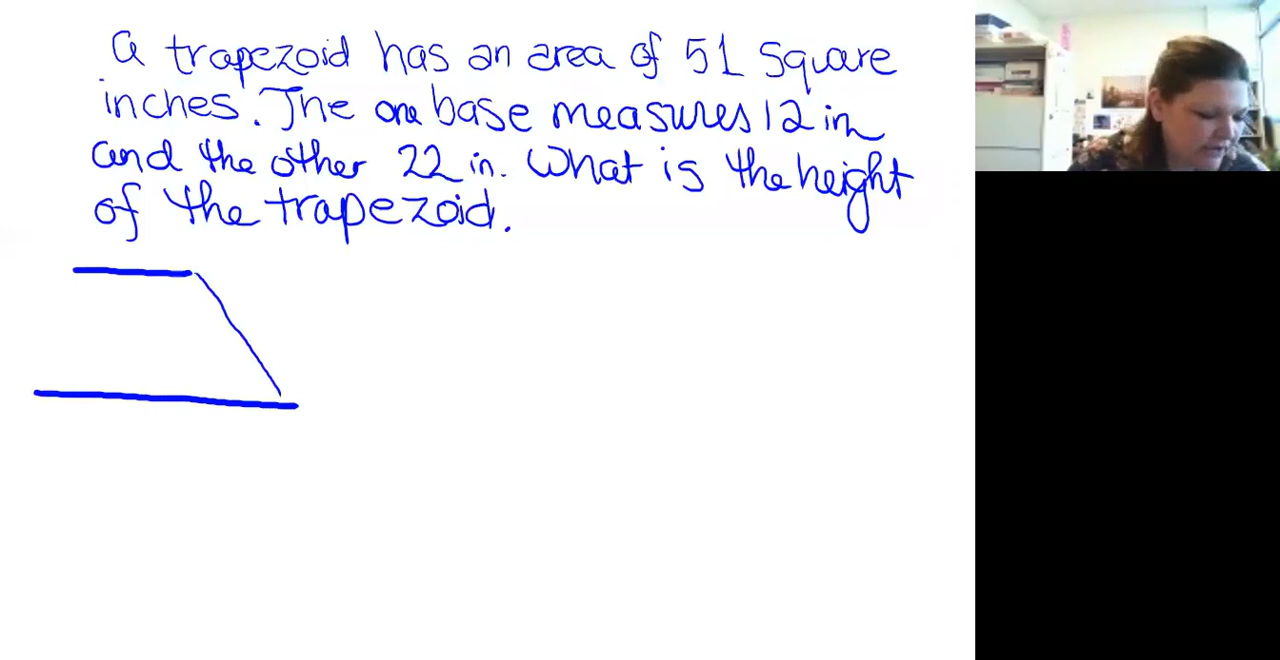 a trapezoid has an area of 51 square
inches. The one base measures 12 in
and the other 22 in. What is the height
of the trapezoid.